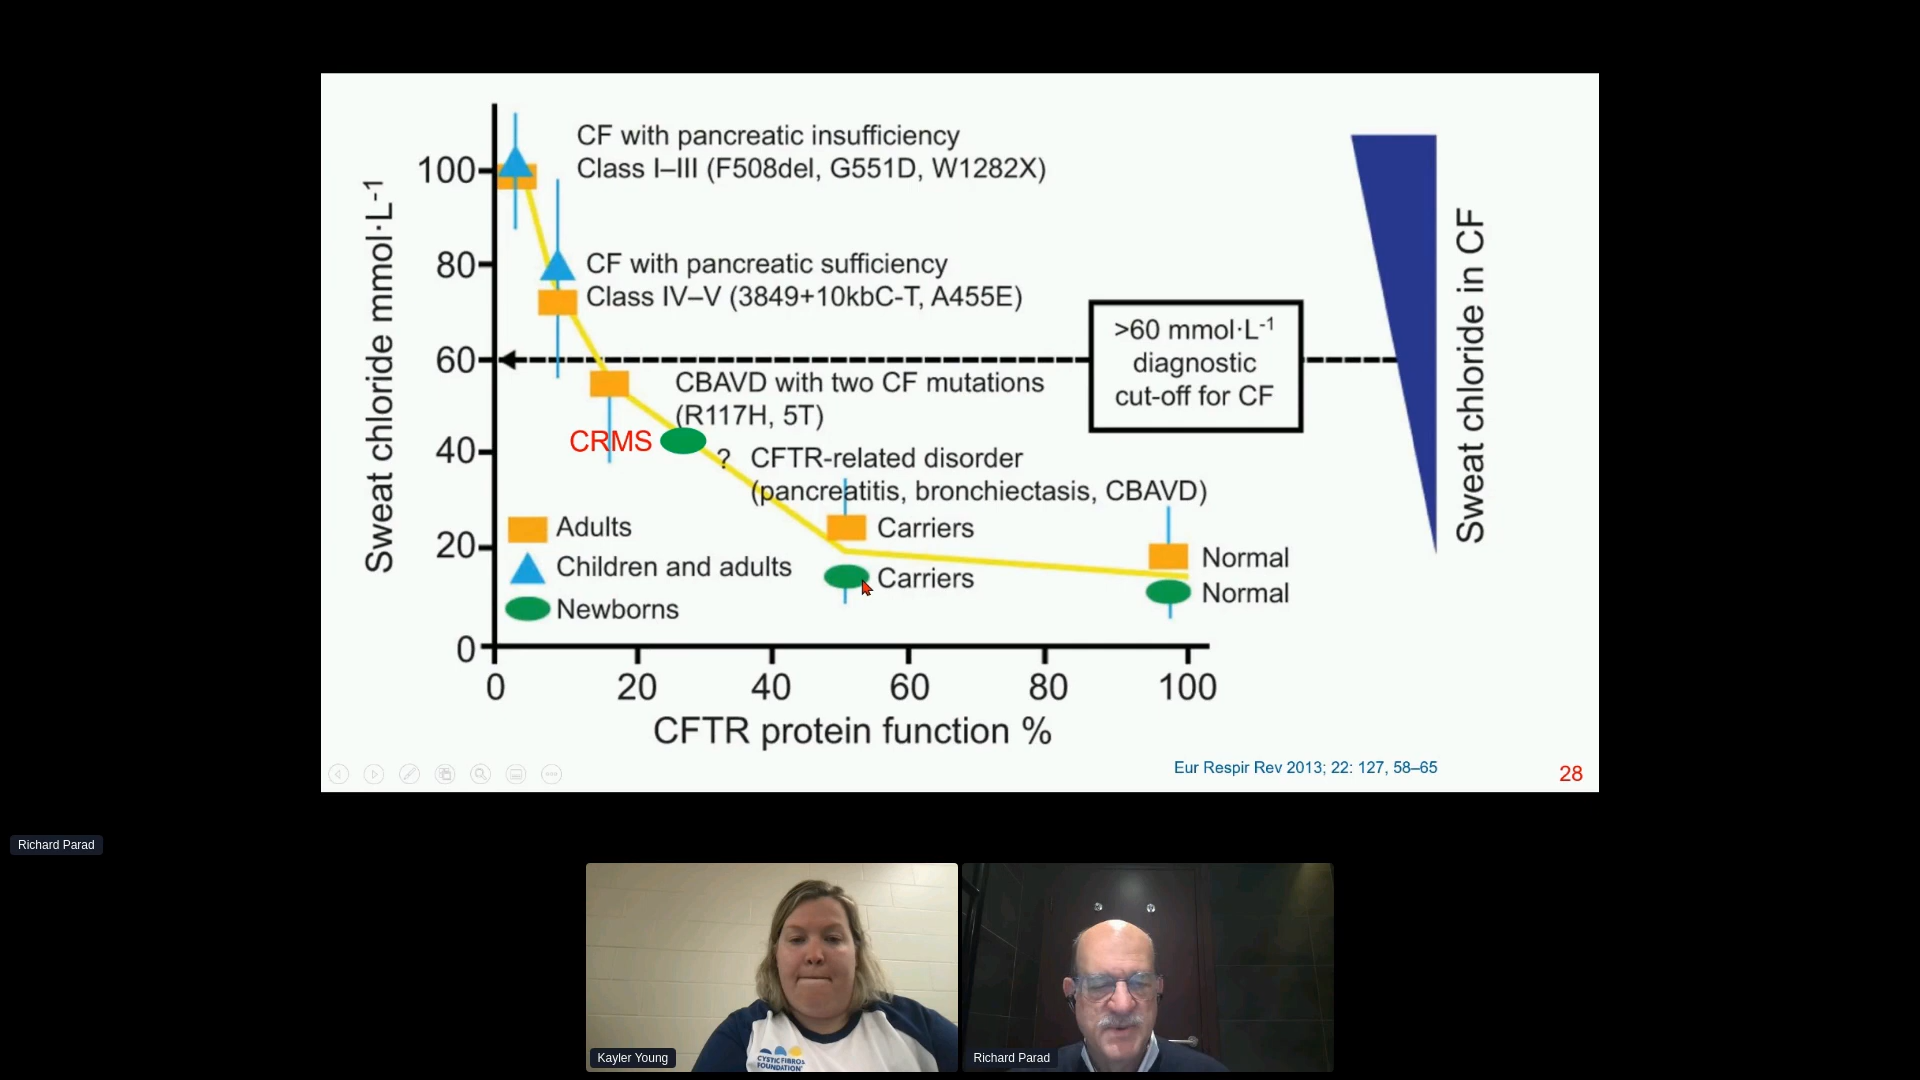 CF with pancreatic insufficiency
Class I–III (F508del, G551D, W1282X)
100
80
60
40
20
0
Sweat chloride mmol·L-1
CF with pancreatic sufficiency
Class IV–V (3849+10kbC-T, A455E)
>60 mmol·L-1
diagnostic
cut-off for CF
Sweat chloride in CF
CBAVD with two CF mutations
(R117H, 5T)
CRMS
?
CFTR-related disorder
(pancreatitis, bronchiectasis, CBAVD)
Adults
Children and adults
Newborns
Carriers
Carriers
Normal
Normal
0
20
40
60
80
100
CFTR protein function %
Eur Respir Rev 2013; 22: 127, 58–65
28
Richard Parad
CYSTIC FIBROSIS
FOUNDATION
Kayler Young
Richard Parad